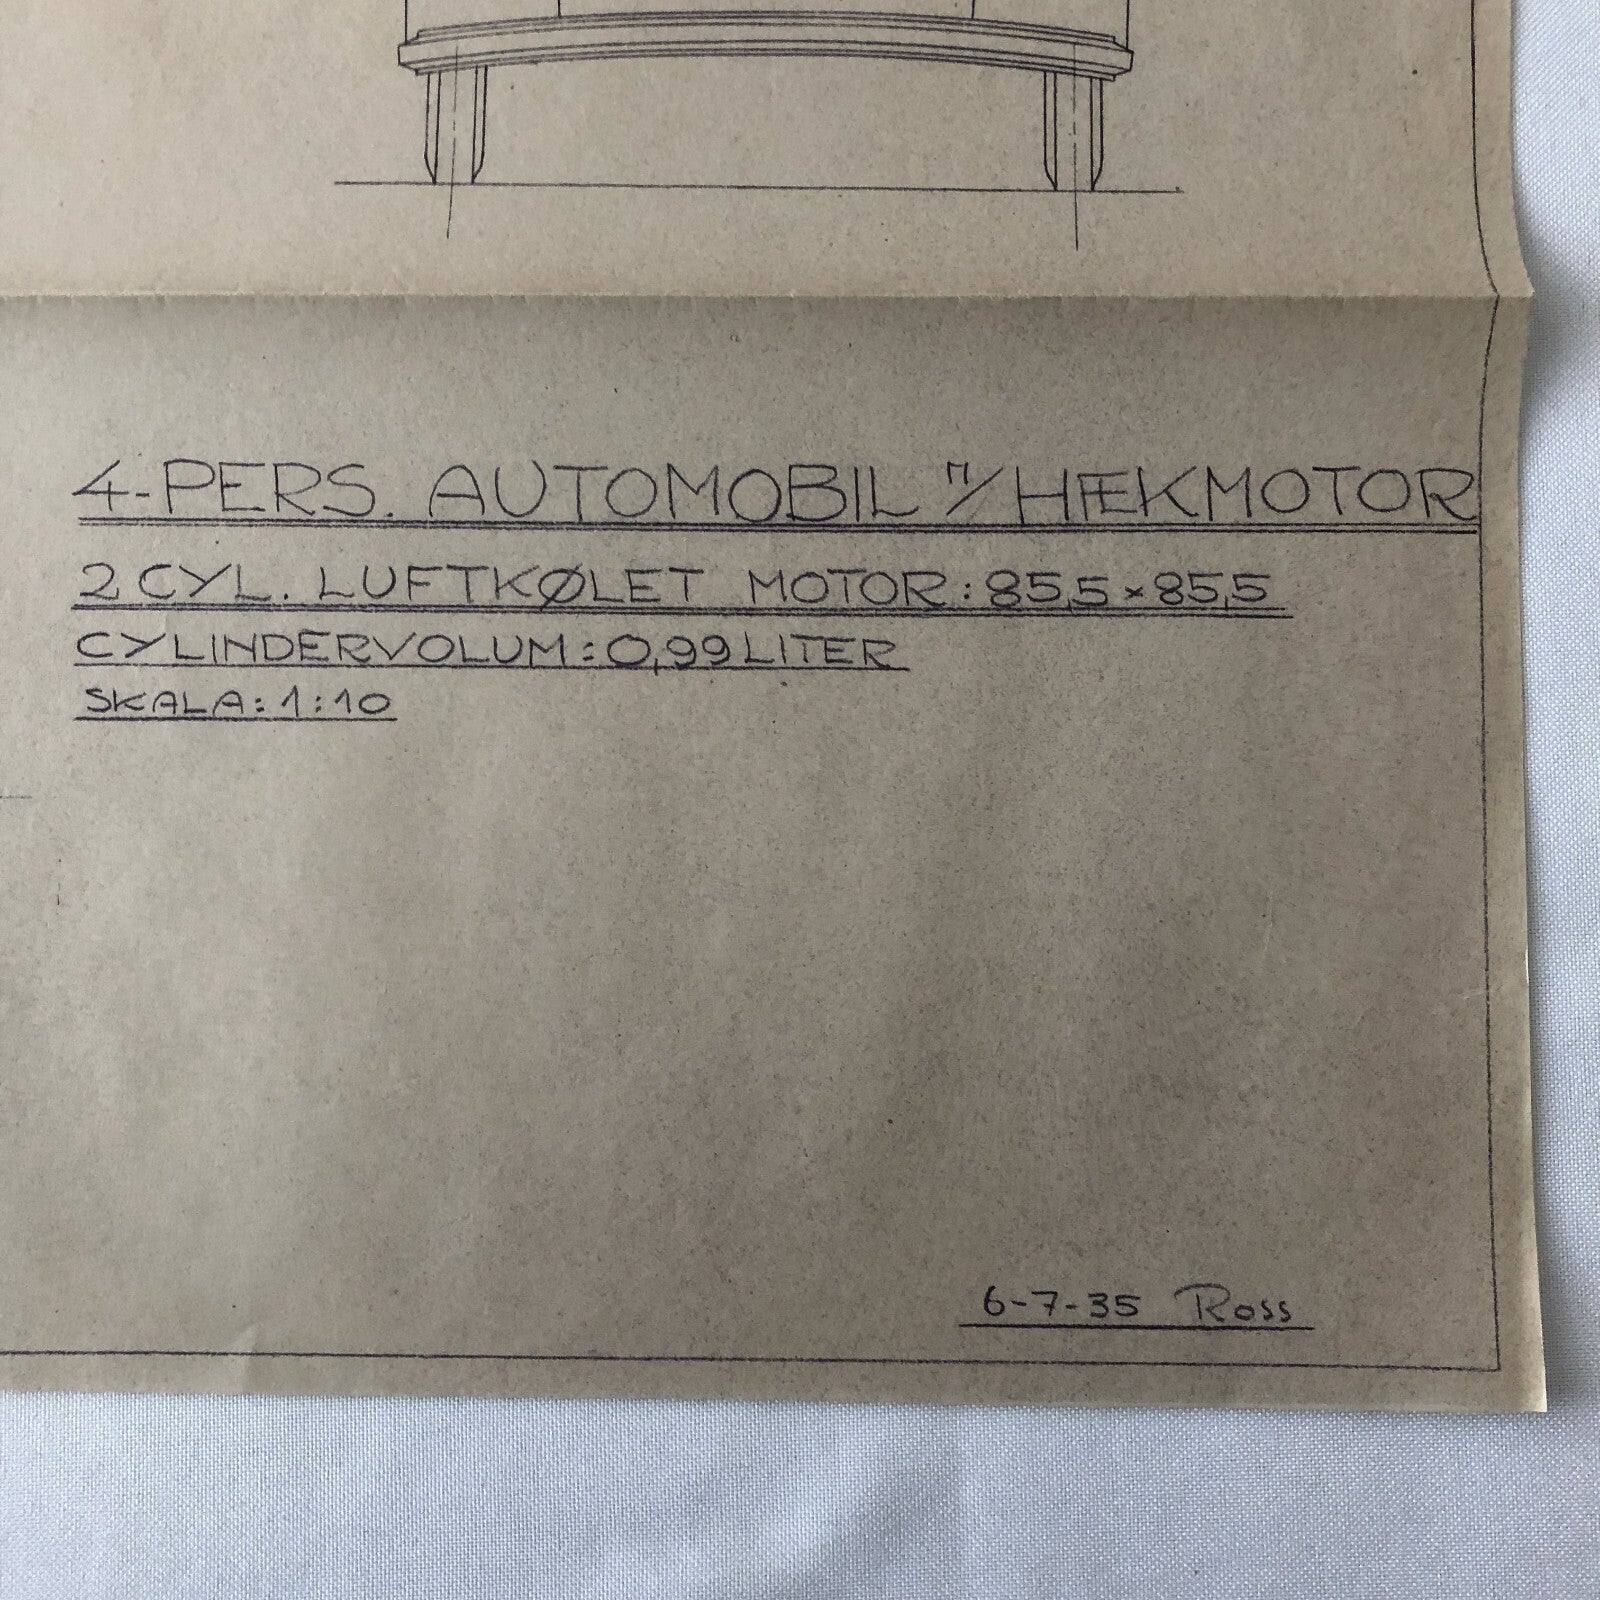 4-PERS. AUTOMOBIL m/HÆKMOTOR
2 CYL. LUFTKØLET MOTOR: 85,5×85,5
CYLINDERVOLUM: 0,99 LITER
SKALA: 1:10
6-7-35 Ross